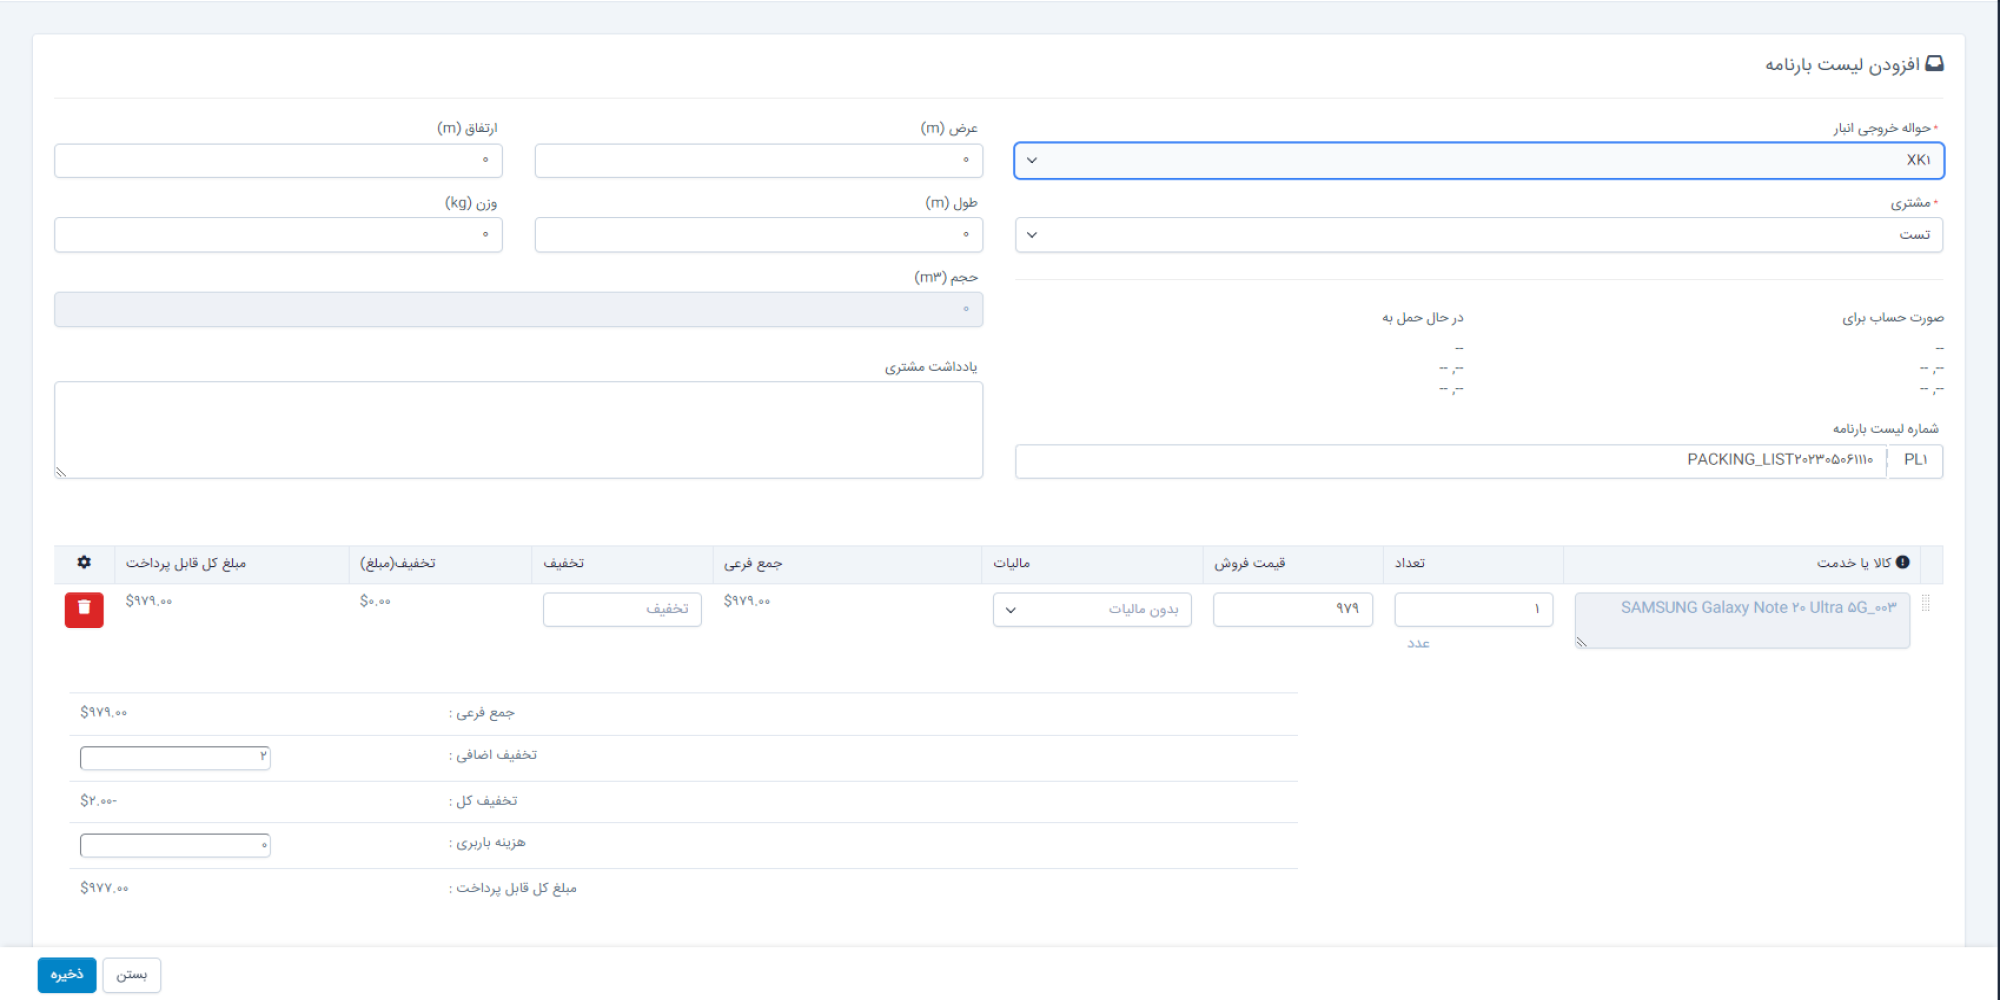 افزودن لیست بارنامه
* حواله خروجی انبار
XK۱
* مشتری
تست
صورت حساب برای
--
--, --
--, --
در حال حمل به
--
--, --
--, --
شماره لیست بارنامه
PL۱
PACKING_LIST۲۰۲۳۰۵۰۶۱۱۱۰
عرض (m)
۰
ارتفاق (m)
۰
طول (m)
۰
وزن (kg)
۰
حجم (m۳)
۰
یادداشت مشتری
کالا یا خدمت
تعداد
قیمت فروش
مالیات
جمع فرعی
تخفیف
تخفیف(مبلغ)
مبلغ کل قابل پرداخت
SAMSUNG Galaxy Note ۲۰ Ultra ۵G_۰۰۳
۱
عدد
۹۷۹
بدون مالیات
$۹۷۹.۰۰
تخفیف
$۰.۰۰
$۹۷۹.۰۰
جمع فرعی :
$۹۷۹.۰۰
تخفیف اضافی :
۲
تخفیف کل :
$۲.۰۰-
هزینه باربری :
۰
مبلغ کل قابل پرداخت :
$۹۷۷.۰۰
بستن
ذخیره